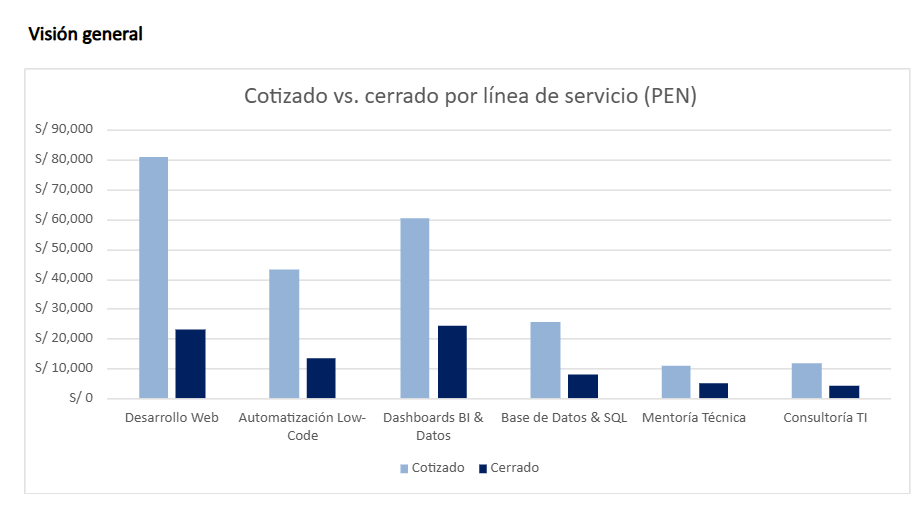 Visión general
Cotizado vs. cerrado por línea de servicio (PEN)
S/ 90,000
S/ 80,000
S/ 70,000
S/ 60,000
S/ 50,000
S/ 40,000
S/ 30,000
S/ 20,000
S/ 10,000
S/ 0
Desarrollo Web
Automatización Low-
Code
Dashboards BI &
Datos
Base de Datos & SQL
Mentoría Técnica
Consultoría TI
Cotizado
Cerrado